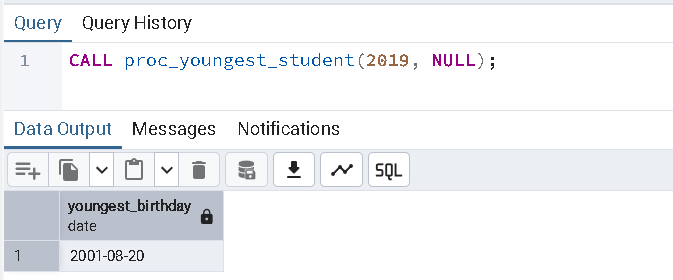 Query Query History
1 CALL proc_youngest_student(2019, NULL);
Data Output Messages Notifications
SQL
youngest_birthday
date
1 2001-08-20